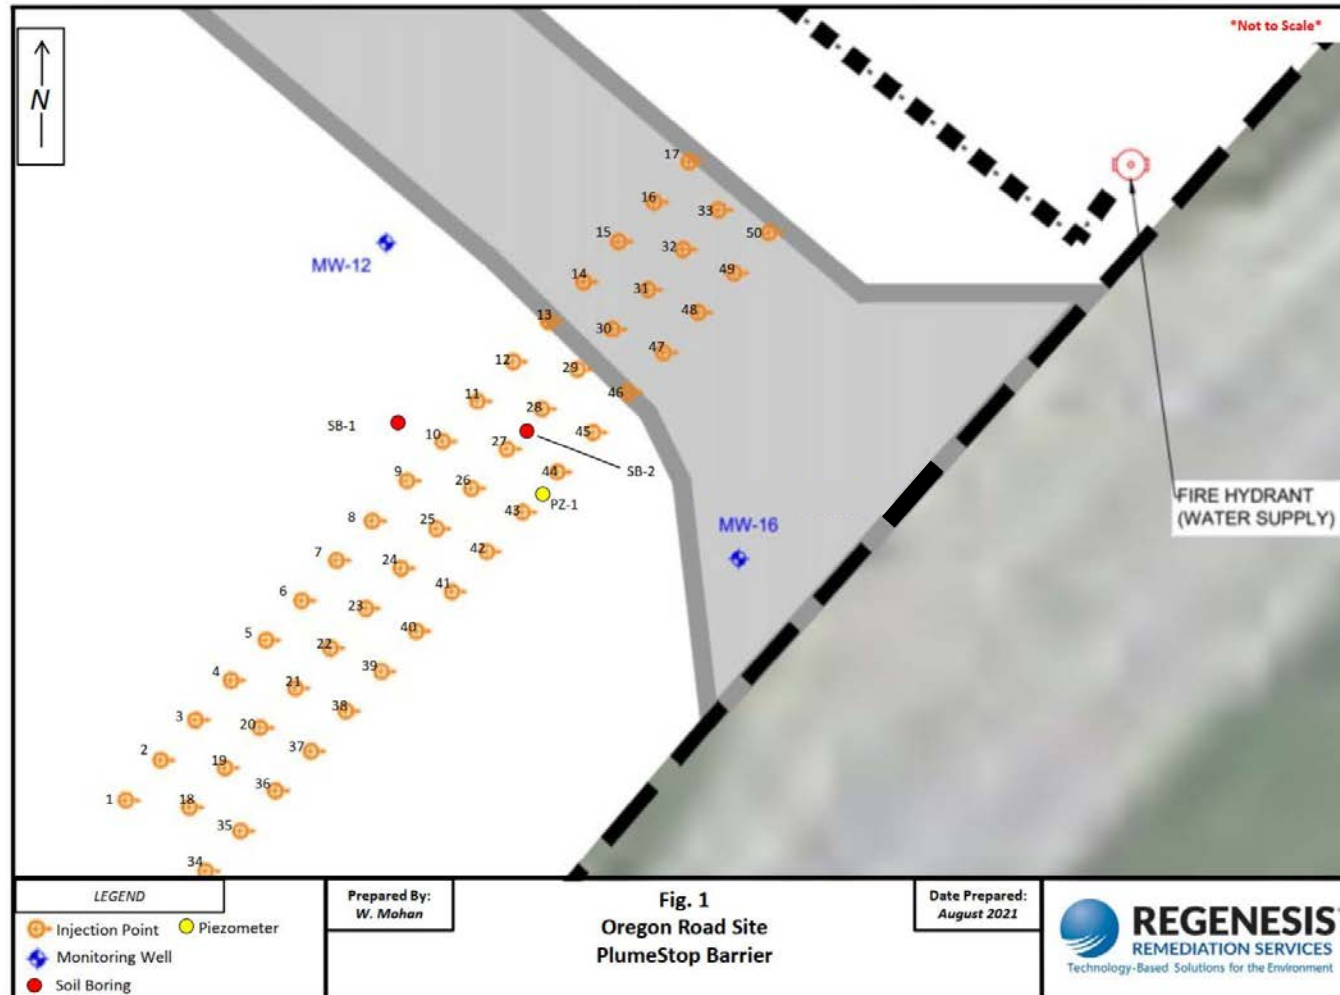 *Not to Scale*
N
17
16
33
15
50
32
MW-12
14
49
31
13
48
30
12
47
29
11
46
28
SB-1
10
45
27
SB-2
44
9
26
FIRE HYDRANT
(WATER SUPPLY)
PZ-1
43
8
25
MW-16
42
7
24
41
6
23
40
5
22
39
4
21
38
3
20
37
2
19
36
1
18
35
34
LEGEND
Injection Point
Piezometer
Monitoring Well
Soil Boring
Prepared By:
W. Mohan
Fig. 1
Oregon Road Site
PlumeStop Barrier
Date Prepared:
August 2021
REGENESIS
REMEDIATION SERVICES
Technology-Based Solutions for the Environment